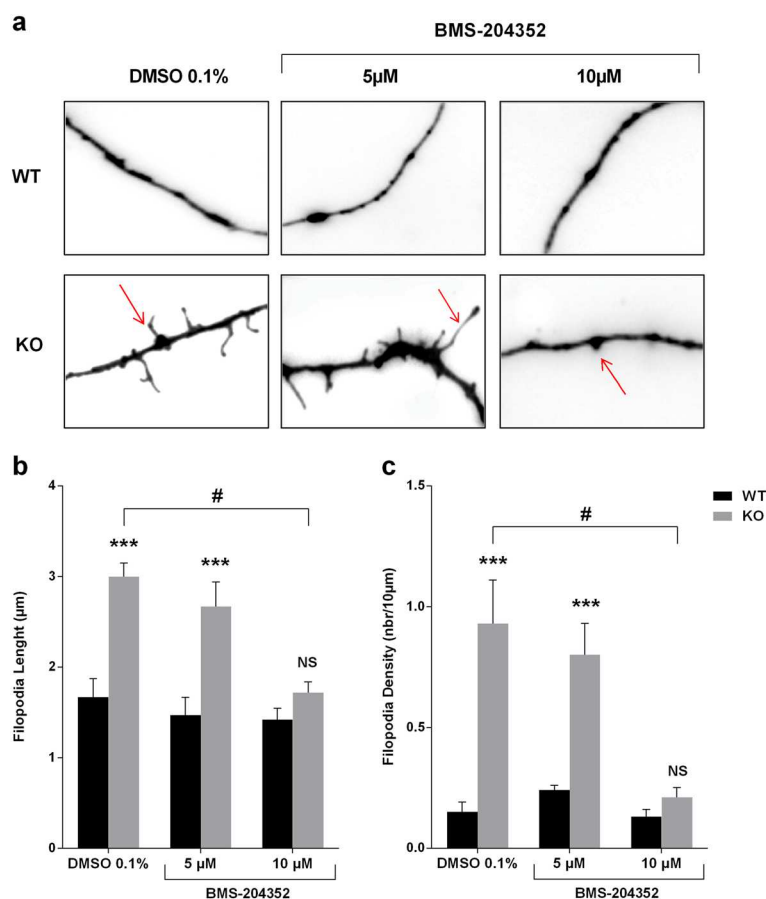 a
BMS-204352
DMSO 0.1% 5µM 10µM
WT
KO
b
Filopodia Lenght (µm)
4
3
2
1
0
#
***
***
NS
DMSO 0.1% 5 µM 10 µM
BMS-204352
c
Filopodia Density (nbr/10µm)
1.5
1.0
0.5
0.0
#
***
***
NS
DMSO 0.1% 5 µM 10 µM
BMS-204352
WT
KO